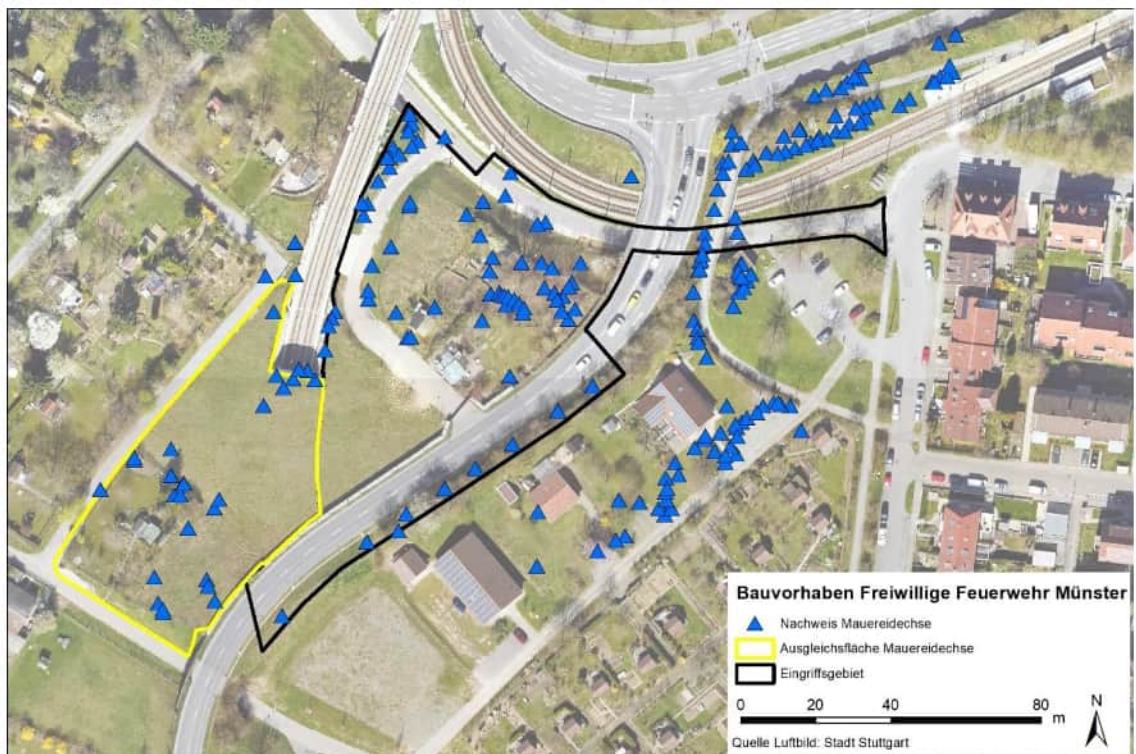 Bauvorhaben Freiwillige Feuerwehr Münster
Nachweis Mauereidechse
Ausgleichsfläche Mauereidechse
Eingriffsgebiet
0 20 40 80
m
N
Quelle Luftbild: Stadt Stuttgart